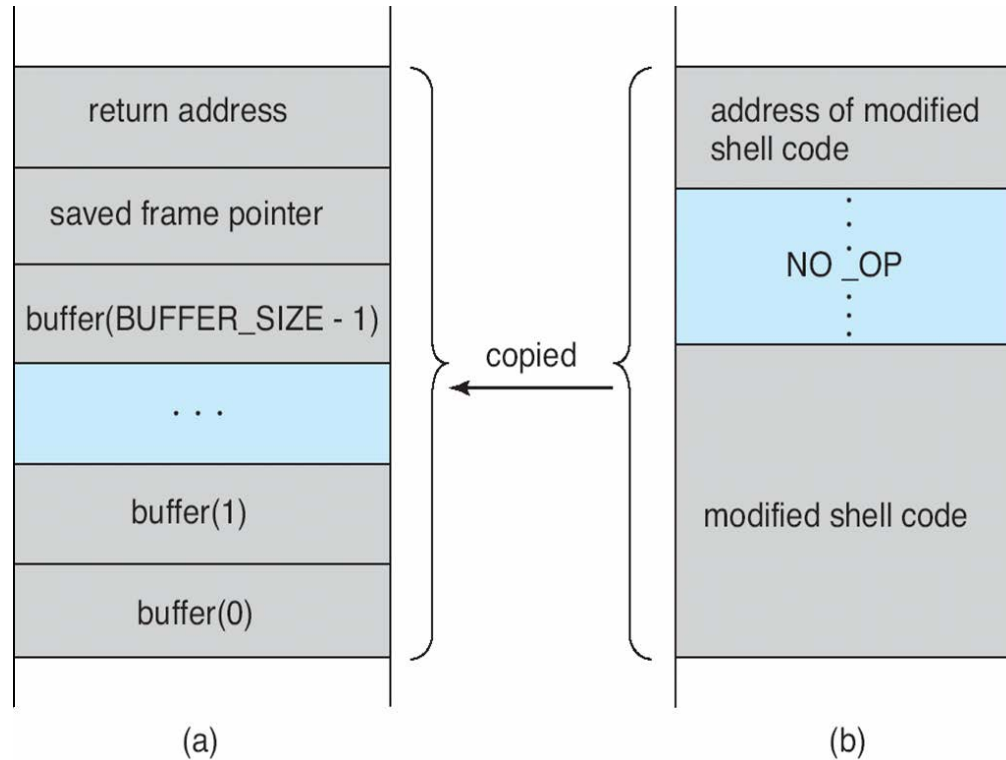 return address
saved frame pointer
buffer(BUFFER_SIZE - 1)
. . .
buffer(1)
buffer(0)
(a)
copied
address of modified
shell code
NO _OP
modified shell code
(b)